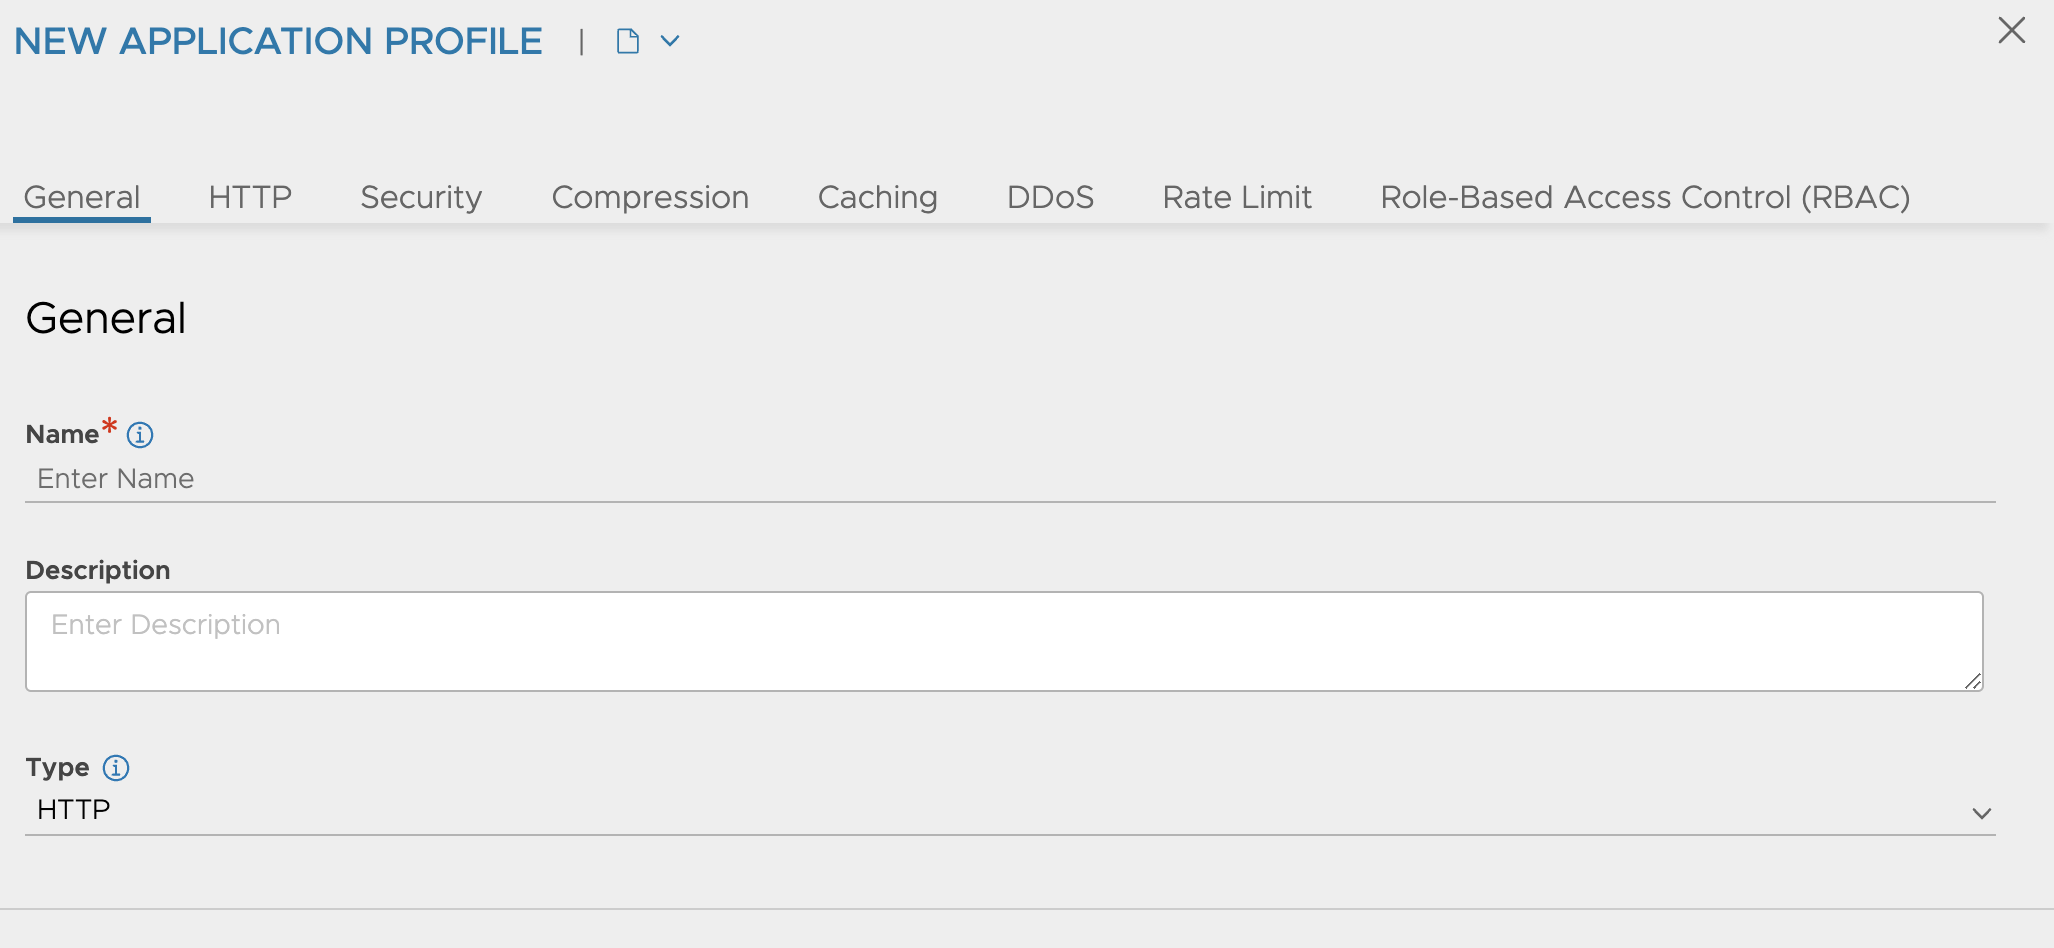 NEW APPLICATION PROFILE |
General HTTP Security Compression Caching DDoS Rate Limit Role-Based Access Control (RBAC)
General
Name*
Enter Name
Description
Enter Description
Type
HTTP